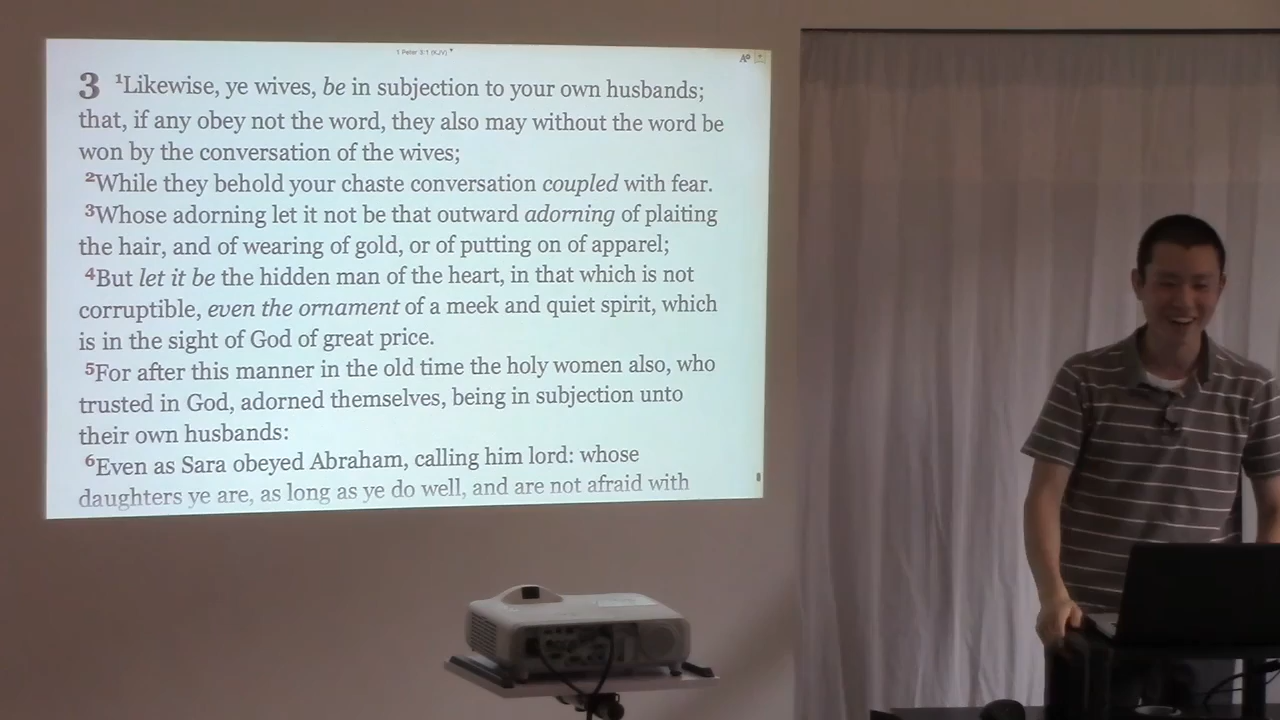 1 Peter 3:1 (KJV)
3 1Likewise, ye wives, be in subjection to your own husbands;
that, if any obey not the word, they also may without the word be
won by the conversation of the wives;
2While they behold your chaste conversation coupled with fear.
3Whose adorning let it not be that outward adorning of plaiting
the hair, and of wearing of gold, or of putting on of apparel;
4But let it be the hidden man of the heart, in that which is not
corruptible, even the ornament of a meek and quiet spirit, which
is in the sight of God of great price.
5For after this manner in the old time the holy women also, who
trusted in God, adorned themselves, being in subjection unto
their own husbands:
6Even as Sara obeyed Abraham, calling him lord: whose
daughters ye are, as long as ye do well, and are not afraid with